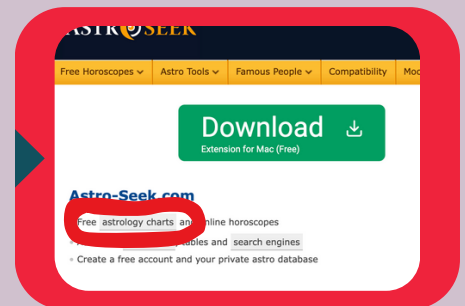 ASTRO SEEK
Free Horoscopes Astro Tools Famous People Compatibility
Download
Extension for Mac (Free)
Astro-Seek.com
Free astrology charts and online horoscopes
tables and search engines
Create a free account and your private astro database